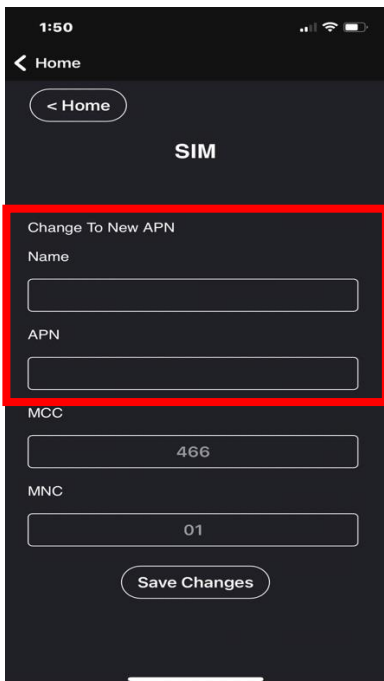 1:50
Home
< Home
SIM
Change To New APN
Name
APN
MCC
466
MNC
01
Save Changes